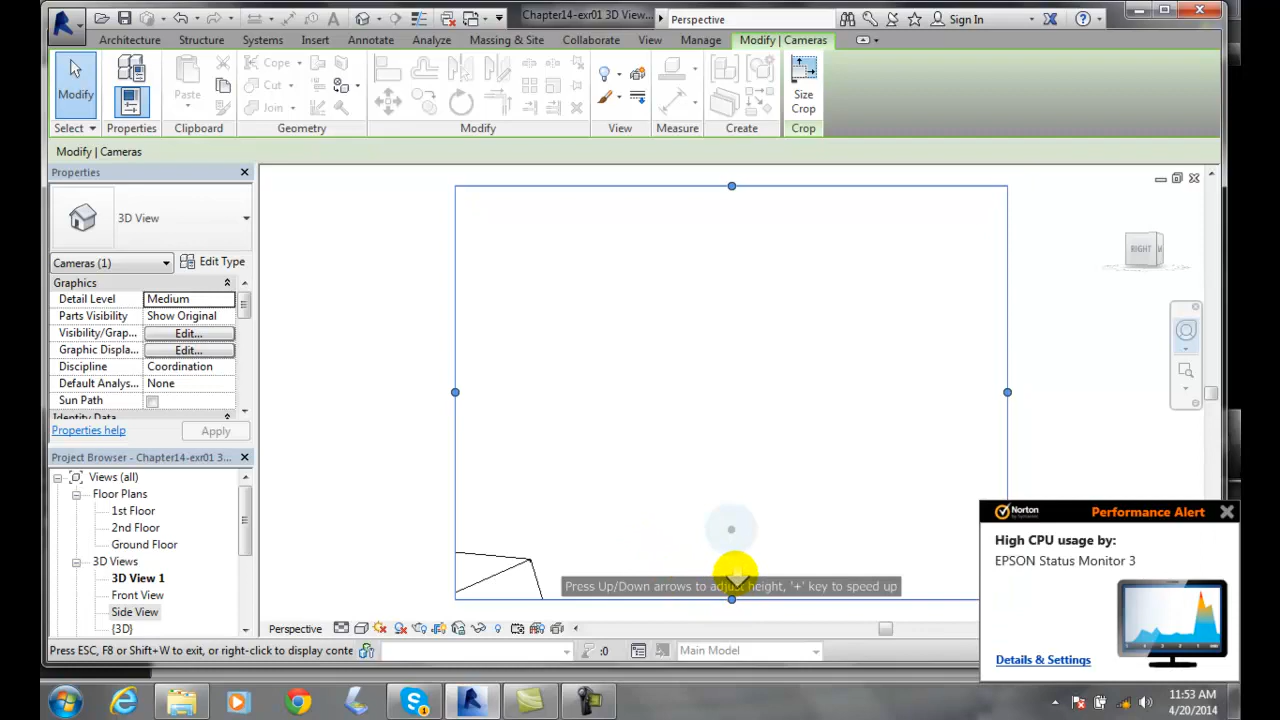 Chapter14-exr01 3D View...
Perspective
Sign In
Architecture
Structure
Systems
Insert
Annotate
Analyze
Massing & Site
Collaborate
View
Manage
Modify | Cameras
Modify
Properties
Paste
Cope
Cut
Join
Size
Crop
Select
Properties
Clipboard
Geometry
Modify
View
Measure
Create
Crop
Modify | Cameras
Properties
3D View
Cameras (1)
Edit Type
Graphics
Detail Level
Medium
Parts Visibility
Show Original
Visibility/Grap...
Edit...
Graphic Displa...
Edit...
Discipline
Coordination
Default Analys...
None
Sun Path
Identity Data
Properties help
Apply
Project Browser - Chapter14-exr01 3...
Views (all)
Floor Plans
1st Floor
2nd Floor
Ground Floor
3D Views
3D View 1
Front View
Side View
{3D}
RIGHT
Press Up/Down arrows to adjust height, '+' key to speed up
Perspective
Press ESC, F8 or Shift+W to exit, or right-click to display conte
:0
Main Model
Norton
Performance Alert
High CPU usage by:
EPSON Status Monitor 3
Details & Settings
11:53 AM
4/20/2014